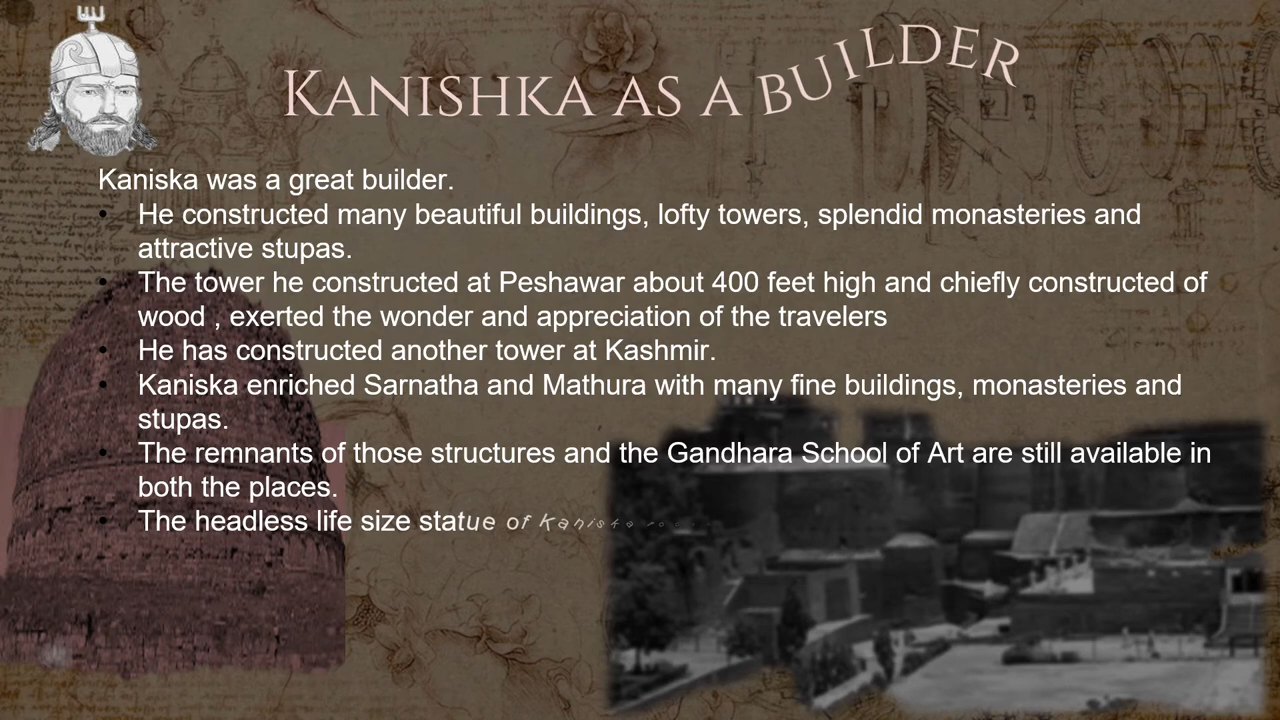 KANISHKA AS A BUILDER
Kaniska was a great builder.
• He constructed many beautiful buildings, lofty towers, splendid monasteries and
attractive stupas.
• The tower he constructed at Peshawar about 400 feet high and chiefly constructed of
wood , exerted the wonder and appreciation of the travelers
• He has constructed another tower at Kashmir.
• Kaniska enriched Sarnatha and Mathura with many fine buildings, monasteries and
stupas.
• The remnants of those structures and the Gandhara School of Art are still available in
both the places.
• The headless life size statue of Kaniska